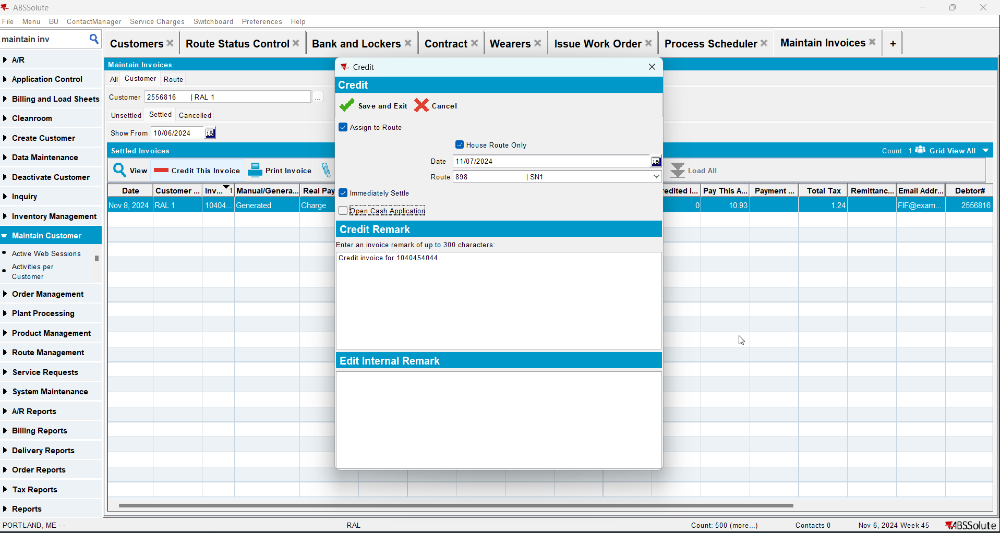 ABSSolute
File Menu BU ContactManager Service Charges Switchboard Preferences Help
maintain inv
Customers Route Status Control Bank and Lockers Contract Wearers Issue Work Order Process Scheduler Maintain Invoices +
A/R
Application Control
Billing and Load Sheets
Cleanroom
Create Customer
Data Maintenance
Deactivate Customer
Inquiry
Inventory Management
Maintain Customer
Active Web Sessions
Activities per
Customer
Order Management
Plant Processing
Product Management
Route Management
Service Requests
System Maintenance
A/R Reports
Billing Reports
Delivery Reports
Order Reports
Tax Reports
Reports
Maintain Invoices
All Customer Route
Customer 2556816 | RAL 1 ...
Unsettled Settled Cancelled
Show From 10/06/2024 16
Settled Invoices Count : 1 Grid View All
View Credit This Invoice Print Invoice Load All
Date Customer ... Inv... 1 Manual/Genera... Real Pay edited i... Pay This A... Payment ... Total Tax Remittanc... Email Addr... Debtor#
Nov 8, 2024 RAL 1 10404... Generated Charge 0 10.93 1.24 FIF@exam... 2556816
Credit
Credit
Save and Exit Cancel
Assign to Route
House Route Only
Date 11/07/2024 16
Route 898 | SN1
Immediately Settle
Open Cash Application
Credit Remark
Enter an invoice remark of up to 300 characters:
Credit invoice for 1040454044.
Edit Internal Remark
PORTLAND, ME - - RAL Count: 500 (more...) Contacts 0 Nov 6, 2024 Week 45 ABSSolute